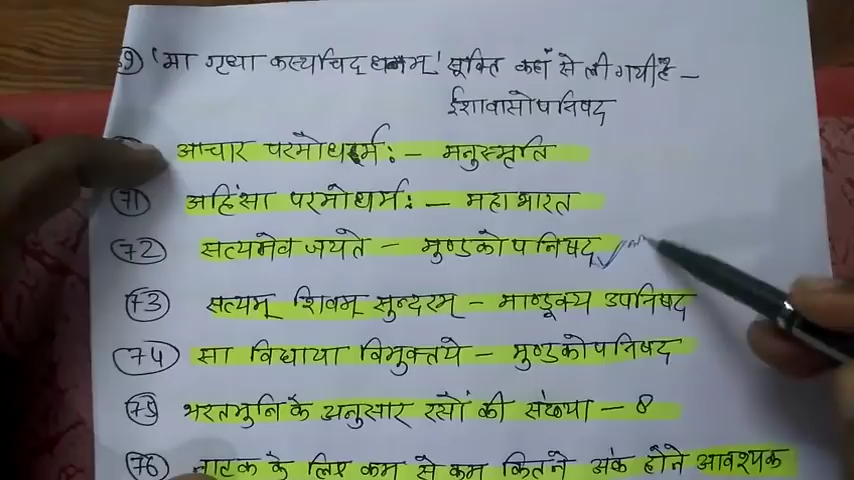 69) 'मा गृधा कस्यचिद् धनम्' सूक्ति कहाँ से ली गयी है –
ईशावासोपनिषद
आचार परमोधर्म: – मनुस्मृति
71) अहिंसा परमोधर्म: – महाभारत
72) सत्यमेव जयते – मुण्डकोपनिषद
73) सत्यम् शिवम् सुन्दरम् – माण्डूक्य उपनिषद
74) सा विद्याया विमुक्तये – मुण्डकोपनिषद
75) भरतमुनि के अनुसार रसों की संख्या – 8
76) नाटक के लिए कम से कम कितने अंक होने आवश्यक